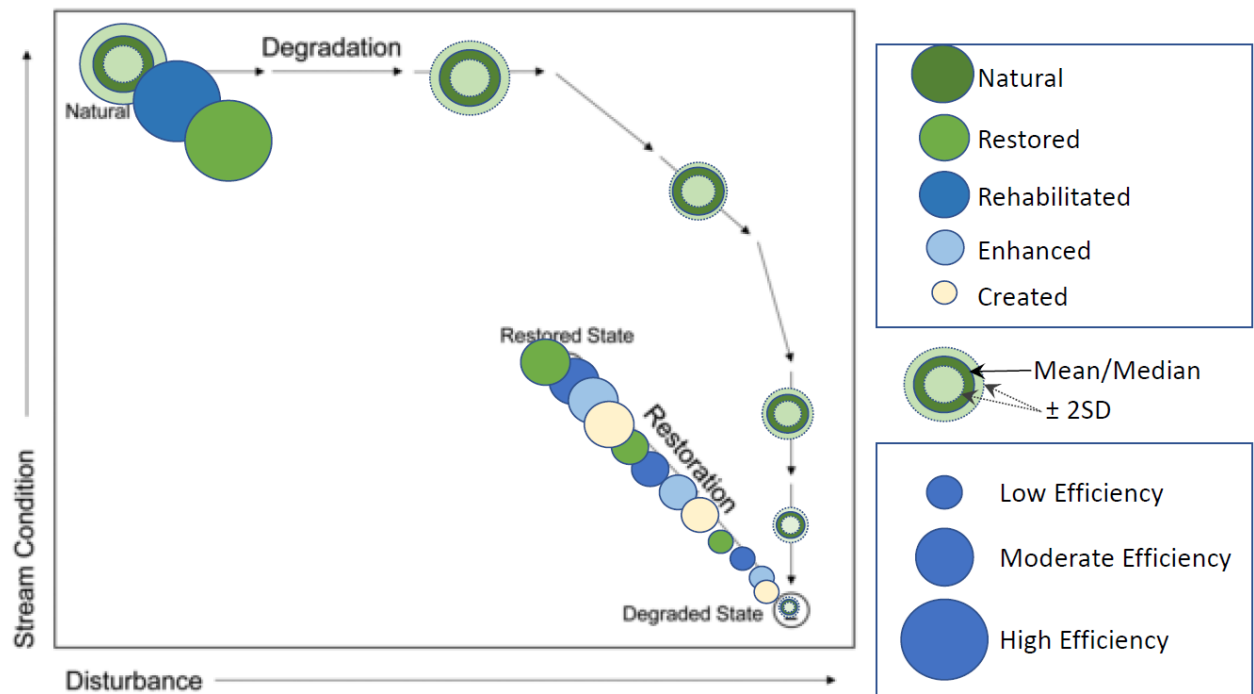 Degradation
Natural
Restored State
Restoration
Degraded State
Stream Condition
Disturbance
Natural
Restored
Rehabilitated
Enhanced
Created
Mean/Median
± 2SD
Low Efficiency
Moderate Efficiency
High Efficiency